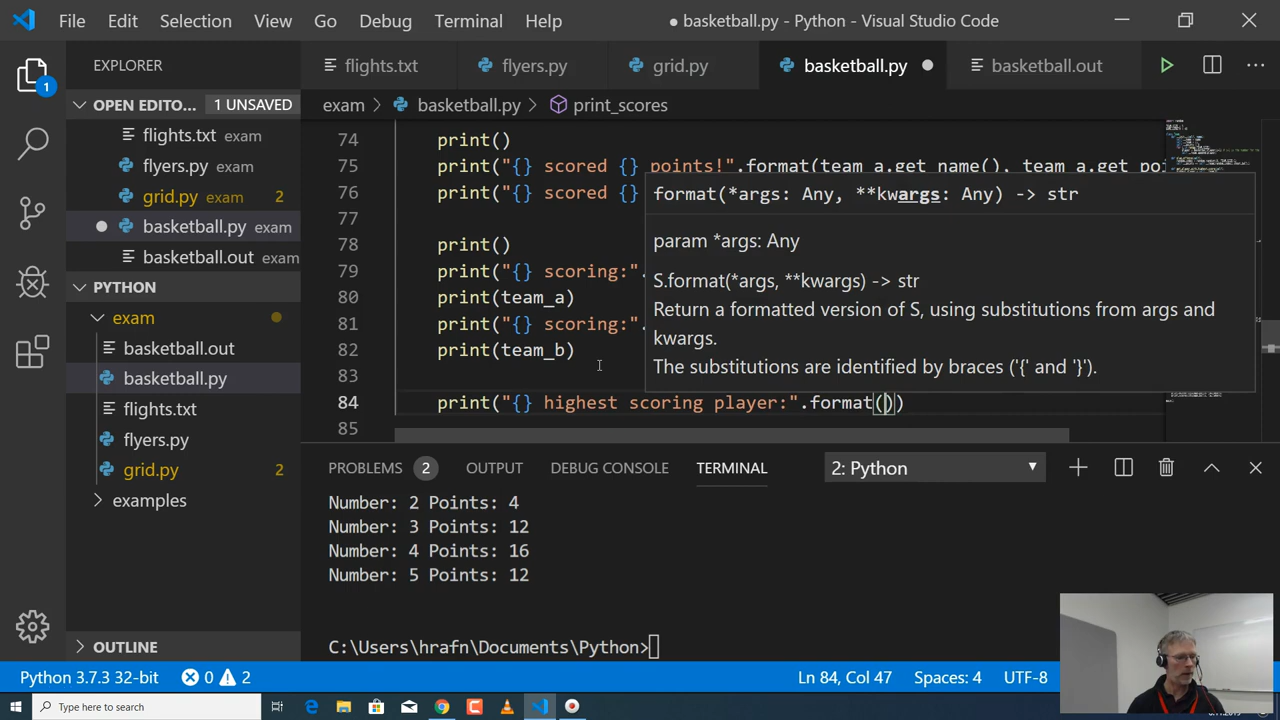 File Edit Selection View Go Debug Terminal Help ● basketball.py - Python - Visual Studio Code
EXPLORER flights.txt flyers.py grid.py basketball.py basketball.out
1
OPEN EDITO... 1 UNSAVED
exam basketball.py print_scores
flights.txt exam
flyers.py exam
grid.py exam 2
basketball.py exam
basketball.out exam
PYTHON
exam
basketball.out
basketball.py
flights.txt
flyers.py
grid.py 2
examples
OUTLINE
74 print()
75 print("{} scored {} points!".format(team_a.get_name(), team_a.get_po
76 print("{} scored {}
77
78 print()
79 print("{} scoring:".
80 print(team_a)
81 print("{} scoring:".
82 print(team_b)
83
84 print("{} highest scoring player:".format())
85
format(*args: Any, **kwargs: Any) -> str
param *args: Any
S.format(*args, **kwargs) -> str
Return a formatted version of S, using substitutions from args and
kwargs.
The substitutions are identified by braces ('{' and '}').
PROBLEMS 2 OUTPUT DEBUG CONSOLE TERMINAL 2: Python
Number: 2 Points: 4
Number: 3 Points: 12
Number: 4 Points: 16
Number: 5 Points: 12
C:\Users\hrafn\Documents\Python>
Python 3.7.3 32-bit 0 2 Ln 84, Col 47 Spaces: 4 UTF-8
Type here to search